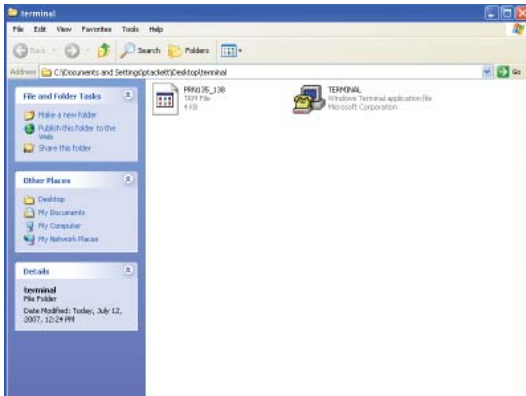 terminal
File Edit View Favorites Tools Help
Back Search Folders
Address C:\Documents and Settings\ptackett\Desktop\terminal Go
File and Folder Tasks
Make a new folder
Publish this folder to the
Web
Share this folder
Other Places
Desktop
My Documents
My Computer
My Network Places
Details
terminal
File Folder
Date Modified: Today, July 12,
2007, 12:24 PM
PRN135_138
TRM File
4 KB
TERMINAL
Windows Terminal application file
Microsoft Corporation